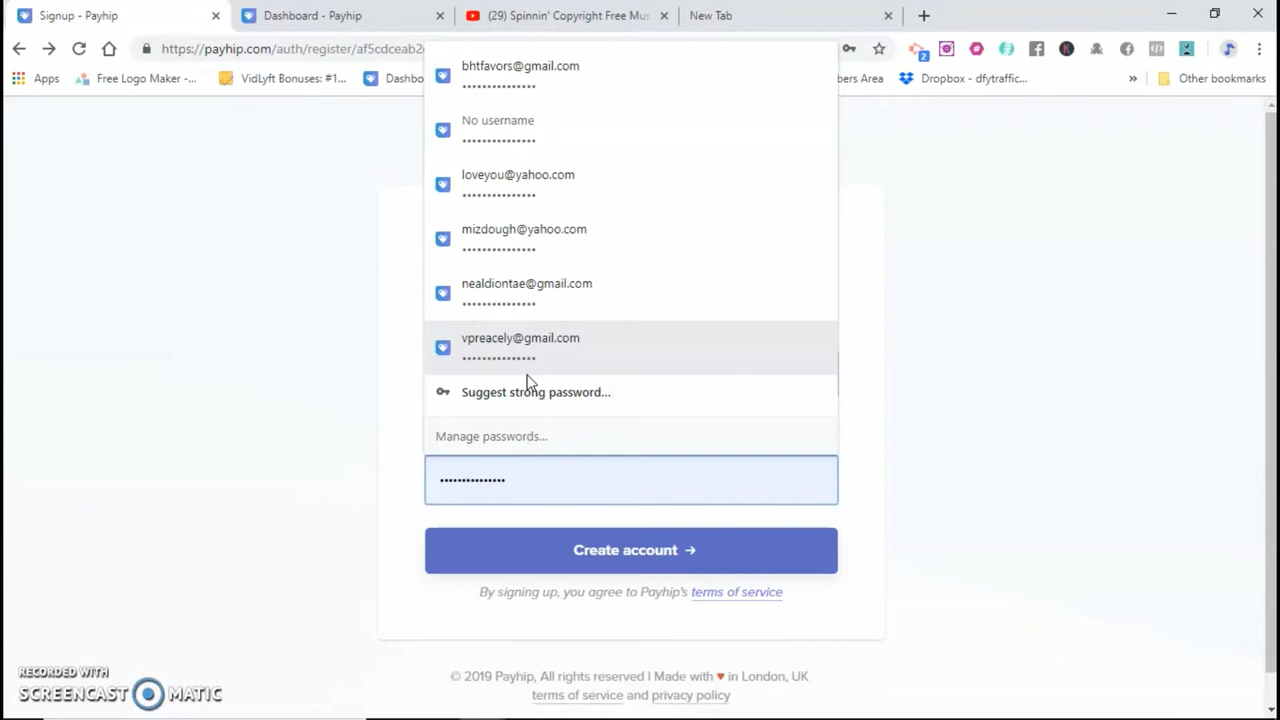 Signup - Payhip
Dashboard - Payhip
(29) Spinnin' Copyright Free Mus
New Tab
https://payhip.com/auth/register/af5cdceab2
2
Apps
Free Logo Maker -...
VidLyft Bonuses: #1...
Dashbo
bers Area
Dropbox - dfytraffic...
»
Other bookmarks
bhtfavors@gmail.com
•••••••••••••••
No username
•••••••••••••••
loveyou@yahoo.com
•••••••••••••••
mizdough@yahoo.com
•••••••••••••••
nealdiontae@gmail.com
•••••••••••••••
vpreacely@gmail.com
•••••••••••••••
Suggest strong password...
Manage passwords...
•••••••••••••••
Create account →
By signing up, you agree to Payhip's terms of service
© 2019 Payhip, All rights reserved | Made with ♥ in London, UK
terms of service and privacy policy
RECORDED WITH
SCREENCAST MATIC